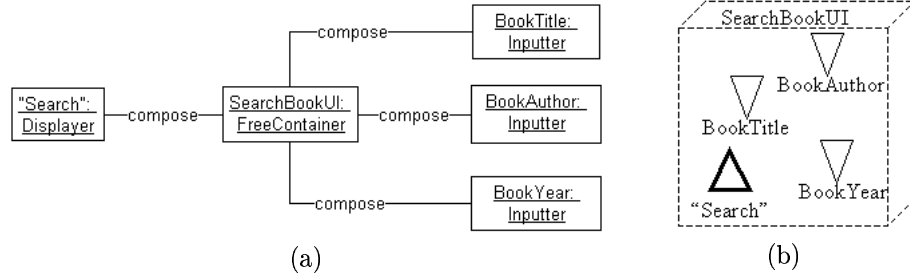 BookTitle:
Inputter
compose
"Search":
Displayer
compose
SearchBookUI:
FreeContainer
compose
BookAuthor:
Inputter
compose
BookYear:
Inputter
(a)
SearchBookUI
BookAuthor
BookTitle
BookYear
“Search”
(b)